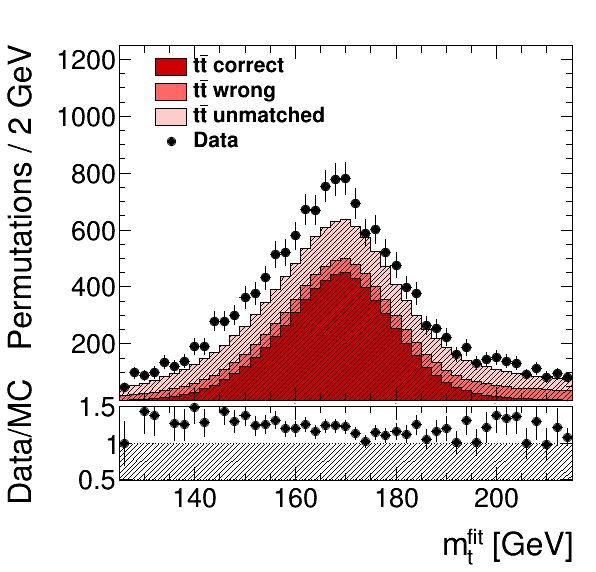 Permutations / 2 GeV
1200
1000
800
600
400
200
tt̅ correct
tt̅ wrong
tt̅ unmatched
Data
Data/MC
1.5
1
0.5
140 160 180 200
m_t^fit [GeV]